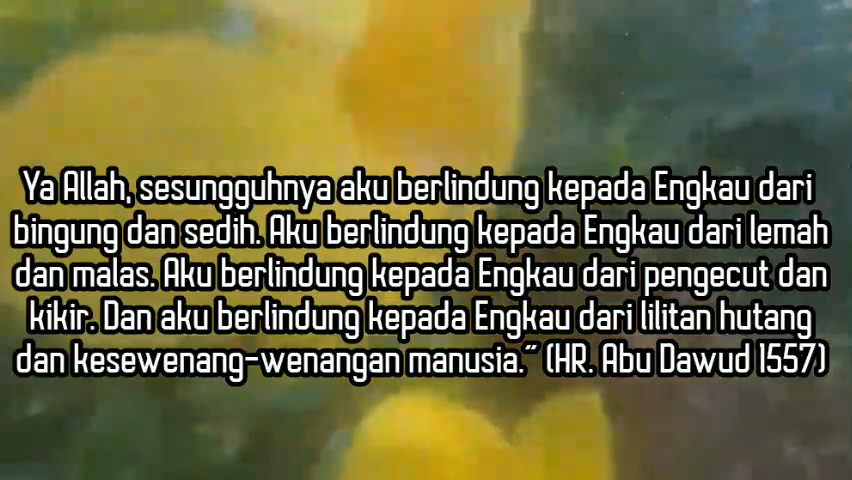 Ya Allah, sesungguhnya aku berlindung kepada Engkau dari
bingung dan sedih. Aku berlindung kepada Engkau dari lemah
dan malas. Aku berlindung kepada Engkau dari pengecut dan
kikir. Dan aku berlindung kepada Engkau dari lilitan hutang
dan kesewenang-wenangan manusia.” (HR. Abu Dawud 1557)